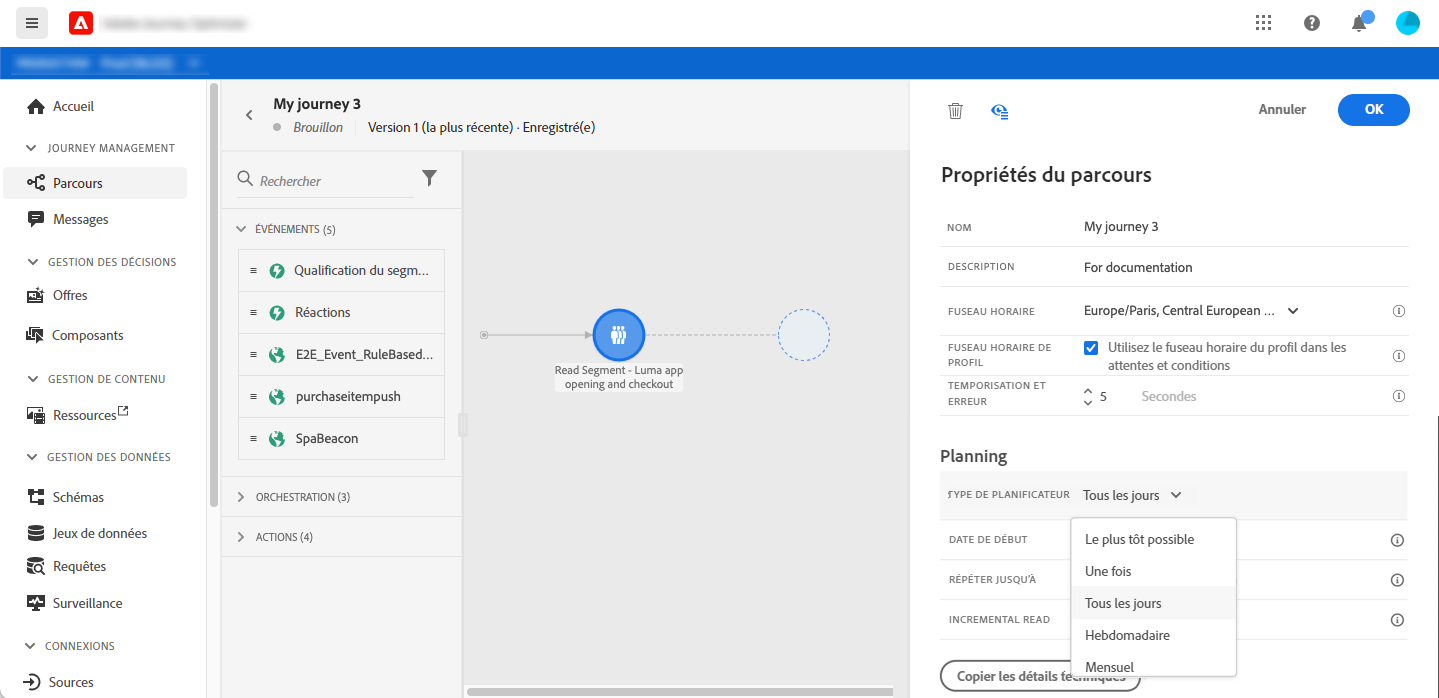 Accueil
JOURNEY MANAGEMENT
Parcours
Messages
GESTION DES DÉCISIONS
Offres
Composants
GESTION DE CONTENU
Ressources
GESTION DES DONNÉES
Schémas
Jeux de données
Requêtes
Surveillance
CONNEXIONS
Sources
My journey 3
Brouillon
Version 1 (la plus récente) · Enregistré(e)
Rechercher
ÉVÉNEMENTS (5)
Qualification du segm...
Réactions
E2E_Event_RuleBased...
purchaseitempush
SpaBeacon
ORCHESTRATION (3)
ACTIONS (4)
Read Segment - Luma app
opening and checkout
Annuler
OK
Propriétés du parcours
NOM
My journey 3
DESCRIPTION
For documentation
FUSEAU HORAIRE
Europe/Paris, Central European ...
FUSEAU HORAIRE DE
PROFIL
Utilisez le fuseau horaire du profil dans les
attentes et conditions
TEMPORISATION ET
ERREUR
5
Secondes
Planning
TYPE DE PLANIFICATEUR
Tous les jours
Le plus tôt possible
Une fois
Tous les jours
Hebdomadaire
Mensuel
DATE DE DÉBUT
RÉPÉTER JUSQU'À
INCREMENTAL READ
Copier les détails techniques